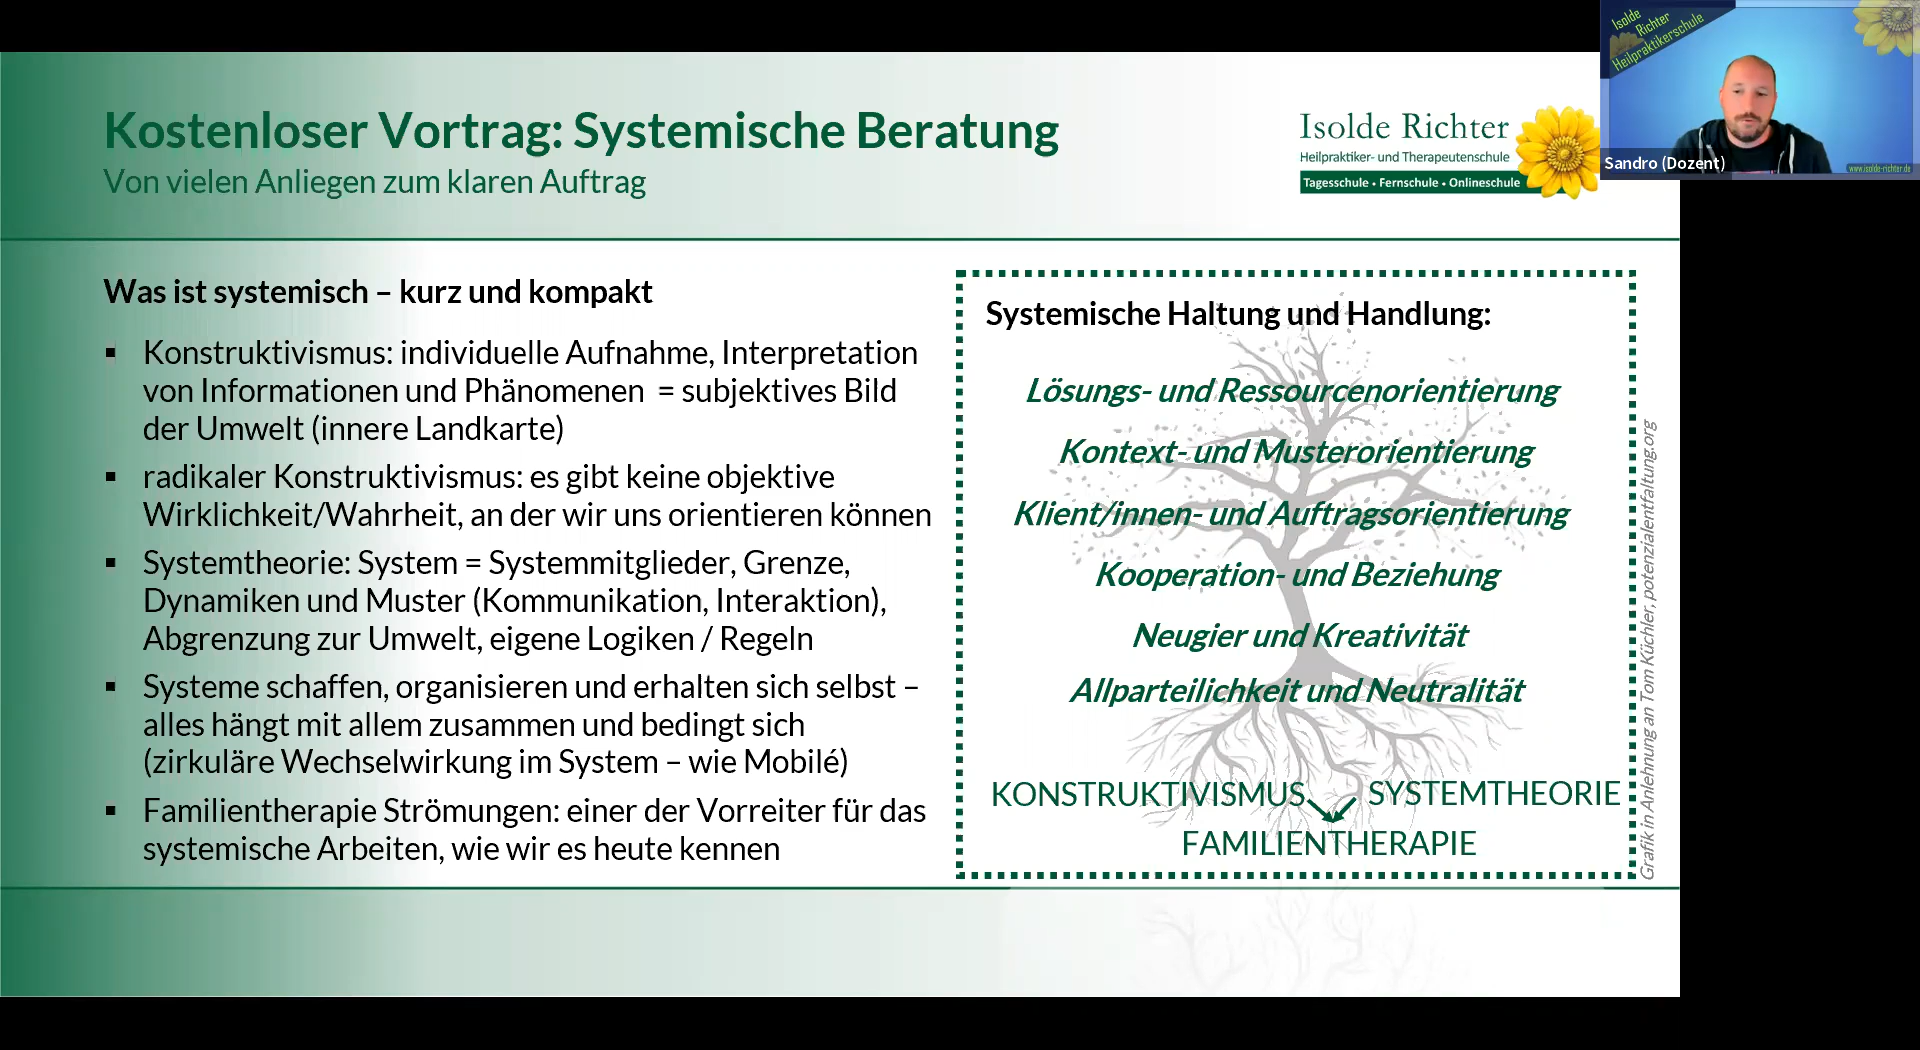 Kostenloser Vortrag: Systemische Beratung
Von vielen Anliegen zum klaren Auftrag
Isolde Richter
Heilpraktiker- und Therapeutenschule
Tagesschule • Fernschule • Onlineschule
Isolde
Richter
Heilpraktikerschule
Sandro (Dozent)
www.isolde-richter.de
Was ist systemisch – kurz und kompakt
▪ Konstruktivismus: individuelle Aufnahme, Interpretation
von Informationen und Phänomenen = subjektives Bild
der Umwelt (innere Landkarte)
▪ radikaler Konstruktivismus: es gibt keine objektive
Wirklichkeit/Wahrheit, an der wir uns orientieren können
▪ Systemtheorie: System = Systemmitglieder, Grenze,
Dynamiken und Muster (Kommunikation, Interaktion),
Abgrenzung zur Umwelt, eigene Logiken / Regeln
▪ Systeme schaffen, organisieren und erhalten sich selbst –
alles hängt mit allem zusammen und bedingt sich
(zirkuläre Wechselwirkung im System – wie Mobilé)
▪ Familientherapie Strömungen: einer der Vorreiter für das
systemische Arbeiten, wie wir es heute kennen
Systemische Haltung und Handlung:
Lösungs- und Ressourcenorientierung
Kontext- und Musterorientierung
Klient/innen- und Auftragsorientierung
Kooperation- und Beziehung
Neugier und Kreativität
Allparteilichkeit und Neutralität
KONSTRUKTIVISMUS SYSTEMTHEORIE
FAMILIENTHERAPIE
Grafik in Anlehnung an Tom Küchler, potenzialentfaltung.org